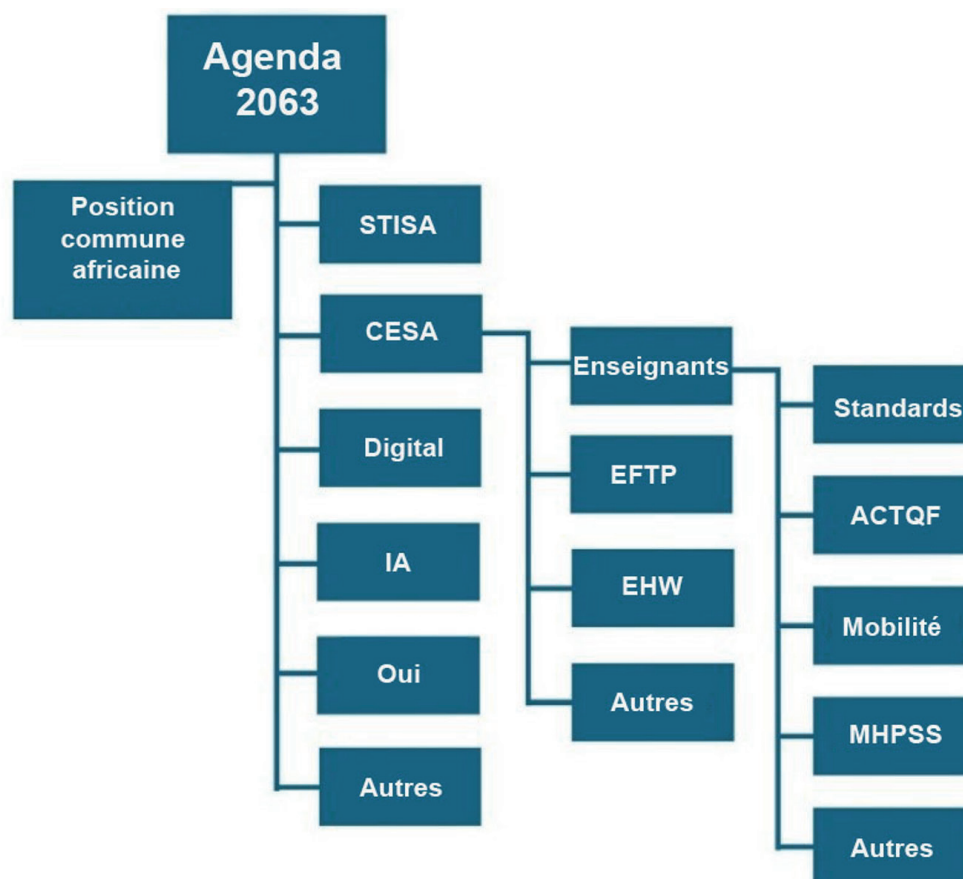 Agenda
2063
Position
commune
africaine
STISA
CESA
Digital
IA
Oui
Autres
Enseignants
EFTP
EHW
Autres
Standards
ACTQF
Mobilité
MHPSS
Autres